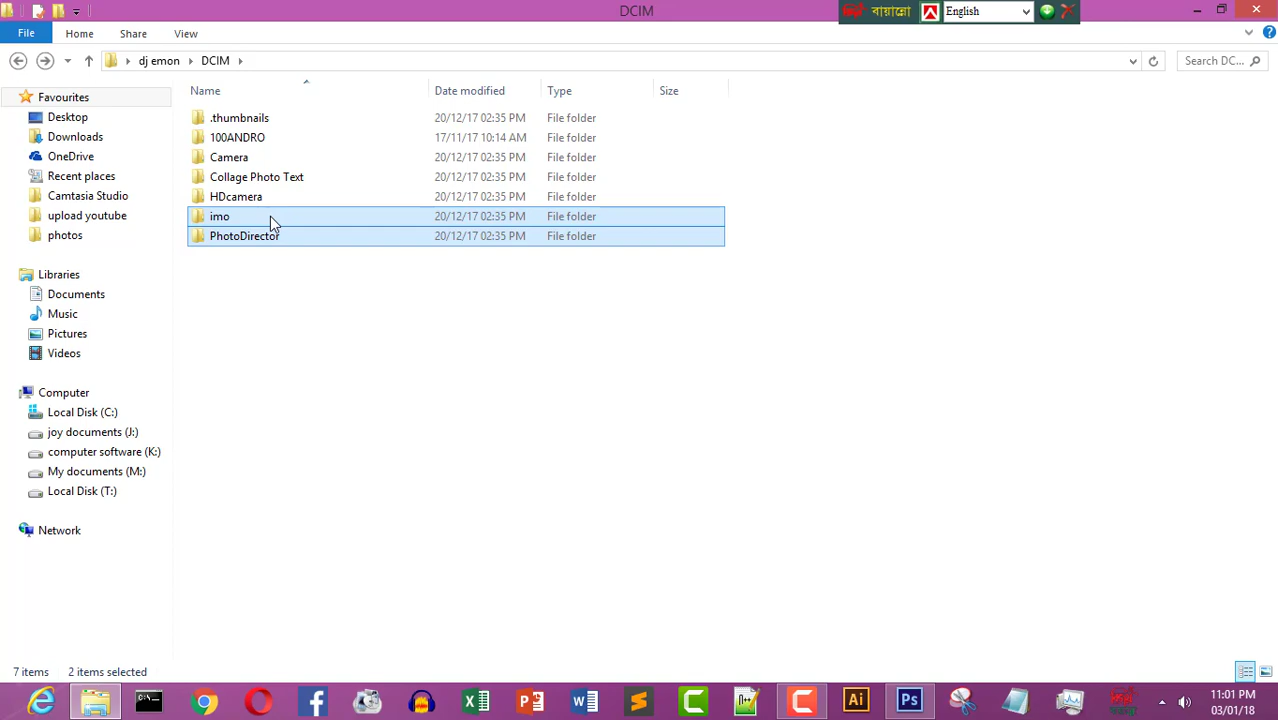 DCIM
বায়ান্নো
English
File
Home
Share
View
dj emon
DCIM
Search DC...
Name
Date modified
Type
Size
.thumbnails 20/12/17 02:35 PM File folder
100ANDRO 17/11/17 10:14 AM File folder
Camera 20/12/17 02:35 PM File folder
Collage Photo Text 20/12/17 02:35 PM File folder
HDcamera 20/12/17 02:35 PM File folder
imo 20/12/17 02:35 PM File folder
PhotoDirector 20/12/17 02:35 PM File folder
Favourites
Desktop
Downloads
OneDrive
Recent places
Camtasia Studio
upload youtube
photos
Libraries
Documents
Music
Pictures
Videos
Computer
Local Disk (C:)
joy documents (J:)
computer software (K:)
My documents (M:)
Local Disk (T:)
Network
7 items 2 items selected
Ai
Ps
11:01 PM
03/01/18